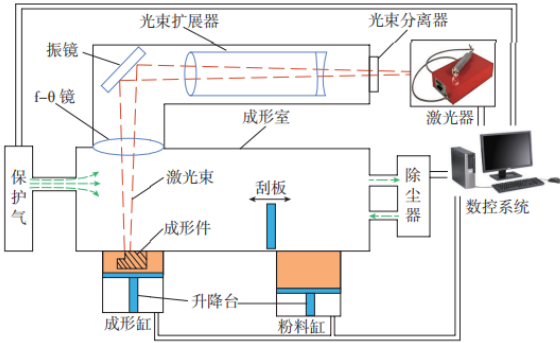 光束扩展器
光束分离器
振镜
f-θ镜
成形室
激光器
保护气
激光束
刮板
除尘器
数控系统
成形件
升降台
成形缸
粉料缸